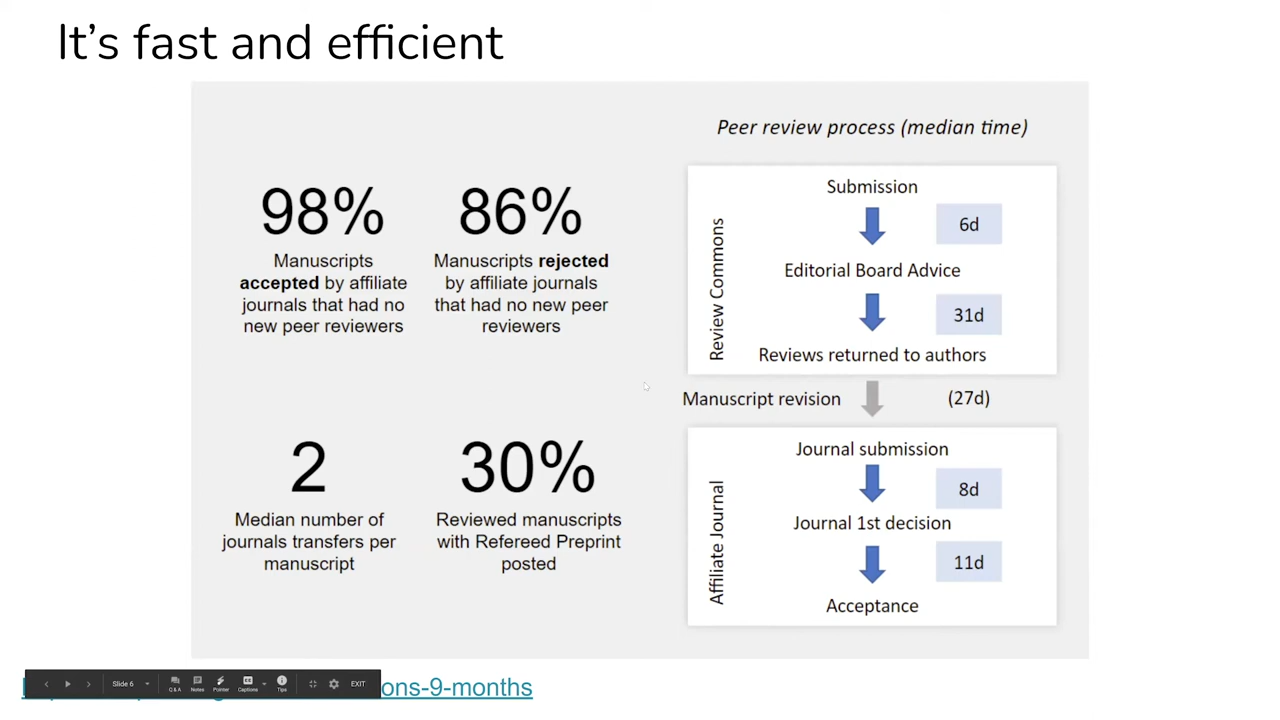 It's fast and efficient
98%
Manuscripts
accepted by affiliate
journals that had no
new peer reviewers
86%
Manuscripts rejected
by affiliate journals
that had no new peer
reviewers
2
Median number of
journals transfers per
manuscript
30%
Reviewed manuscripts
with Refereed Preprint
posted
Peer review process (median time)
Review Commons
Submission
6d
Editorial Board Advice
31d
Reviews returned to authors
Manuscript revision (27d)
Affiliate Journal
Journal submission
8d
Journal 1st decision
11d
Acceptance
Slide 6
Q & A
Notes
Pointer
Captions
Tips
EXIT
ons-9-months